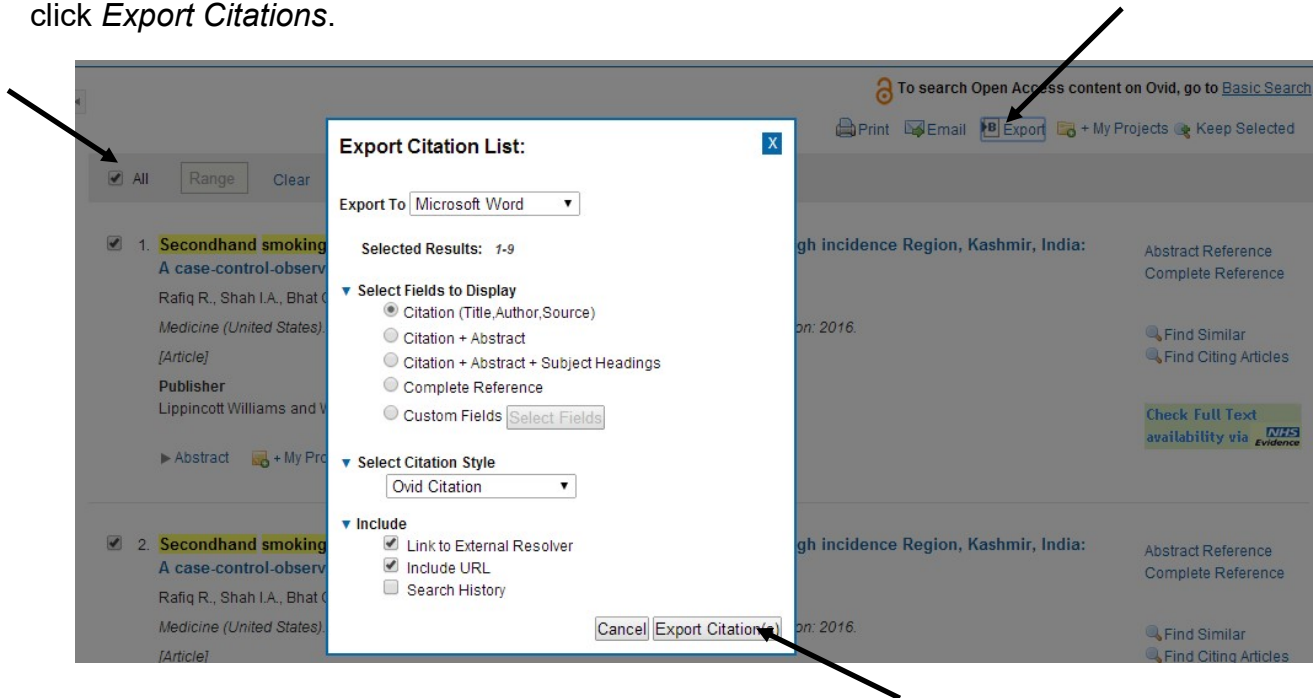 click Export Citations.
To search Open Access content on Ovid, go to Basic Search
Print Email Export + My Projects Keep Selected
All Range Clear
Export Citation List:
X
Export To Microsoft Word
Selected Results: 1-9
Select Fields to Display
Citation (Title,Author,Source)
Citation + Abstract
Citation + Abstract + Subject Headings
Complete Reference
Custom Fields Select Fields
Select Citation Style
Ovid Citation
Include
Link to External Resolver
Include URL
Search History
Cancel Export Citation(s)
1. Secondhand smoking
incidence Region, Kashmir, India:
A case-control-observ
Rafiq R., Shah I.A., Bhat
Medicine (United States).
2016.
[Article]
Publisher
Lippincott Williams and
Abstract + My Pro
Abstract Reference
Complete Reference
Find Similar
Find Citing Articles
Check Full Text
availability via NHS
Evidence
2. Secondhand smoking
incidence Region, Kashmir, India:
A case-control-observ
Rafiq R., Shah I.A., Bhat
Medicine (United States).
2016.
[Article]
Abstract Reference
Complete Reference
Find Similar
Find Citing Articles